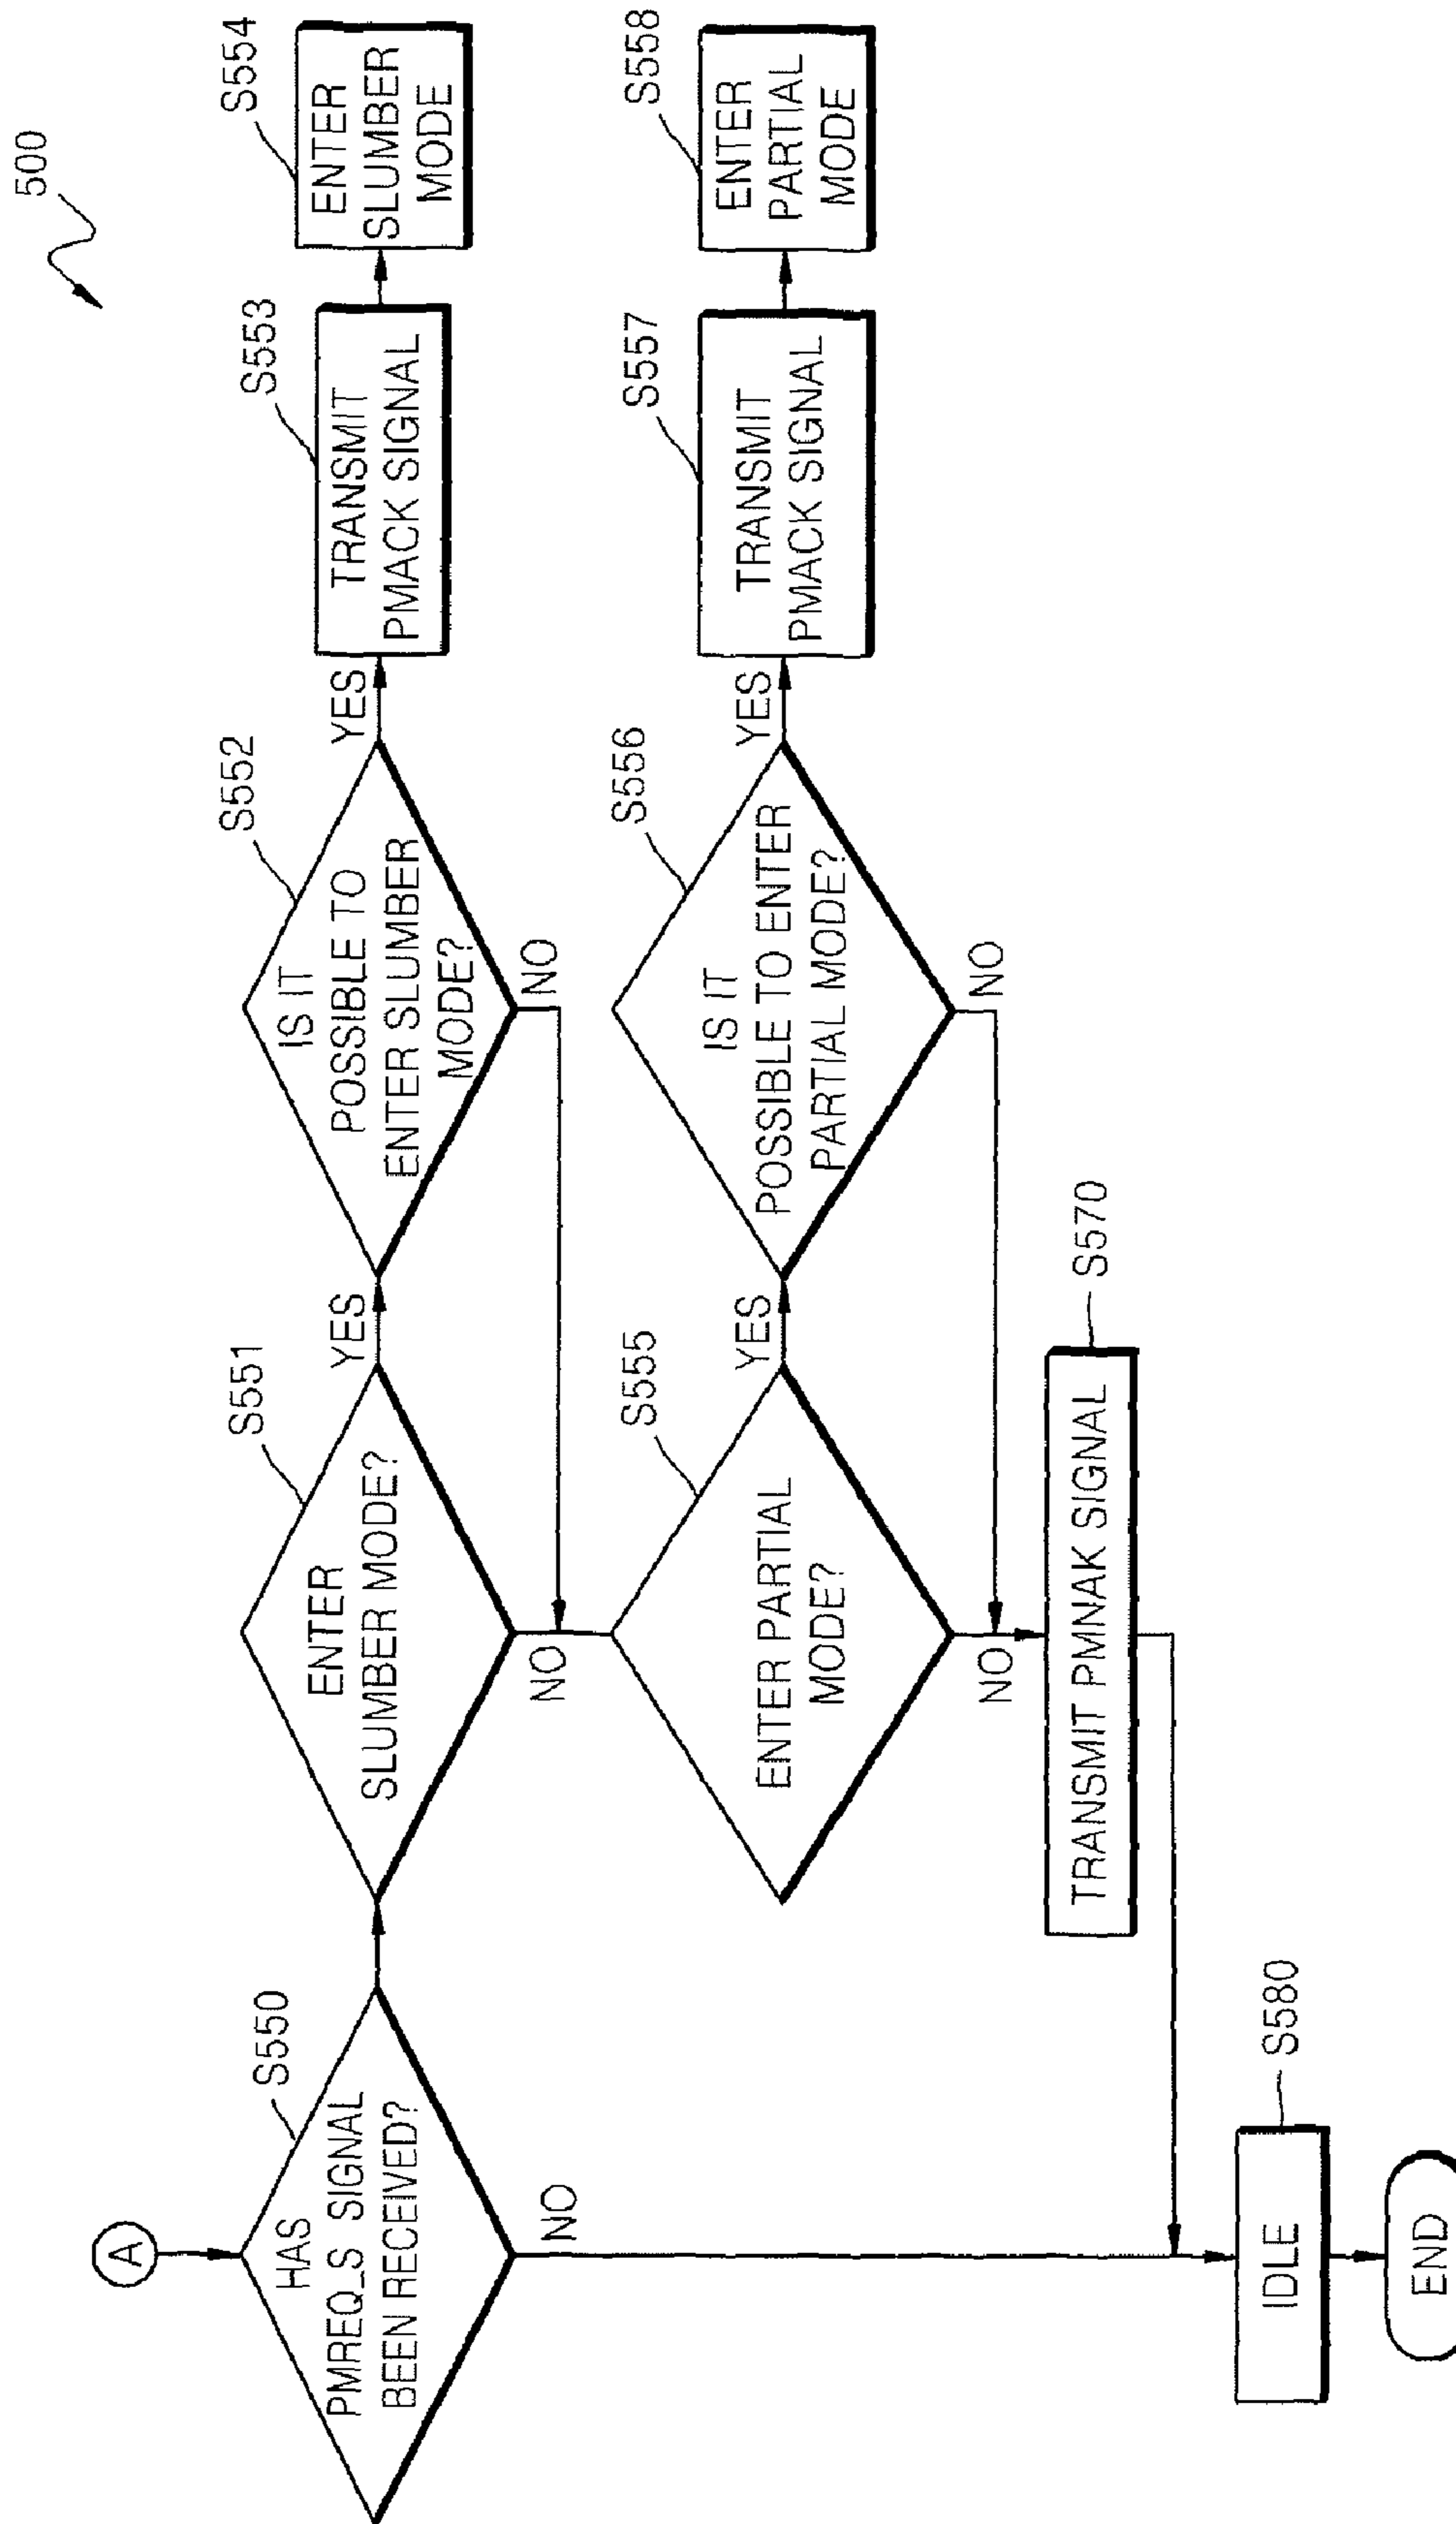 500
A
HAS
PMREQ_S SIGNAL
BEEN RECEIVED?
S550
NO
ENTER
SLUMBER MODE?
S551
YES
NO
IS IT
POSSIBLE TO
ENTER SLUMBER
MODE?
S552
YES
NO
TRANSMIT
PMACK SIGNAL
S553
ENTER
SLUMBER
MODE
S554
ENTER PARTIAL
MODE?
S555
YES
NO
IS IT
POSSIBLE TO ENTER
PARTIAL MODE?
S556
YES
NO
TRANSMIT
PMACK SIGNAL
S557
ENTER
PARTIAL
MODE
S558
TRANSMIT PMNAK SIGNAL
S570
IDLE
S580
END